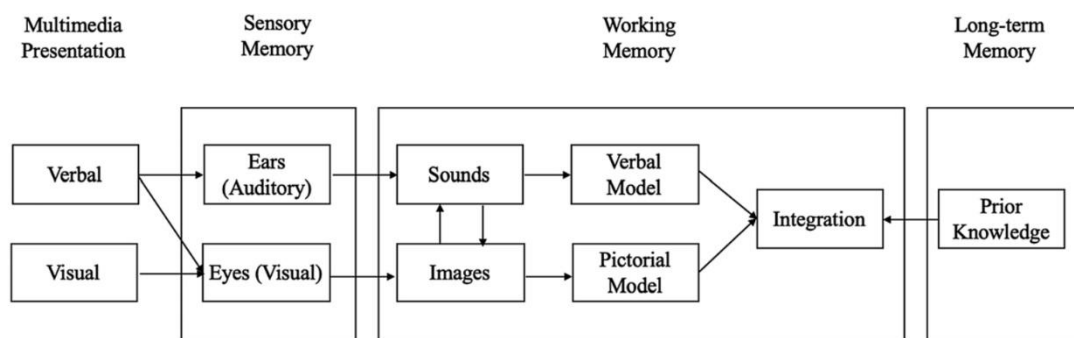 Multimedia
Presentation
Sensory
Memory
Working
Memory
Long-term
Memory
Verbal
Ears
(Auditory)
Sounds
Verbal
Model
Integration
Prior
Knowledge
Visual
Eyes (Visual)
Images
Pictorial
Model